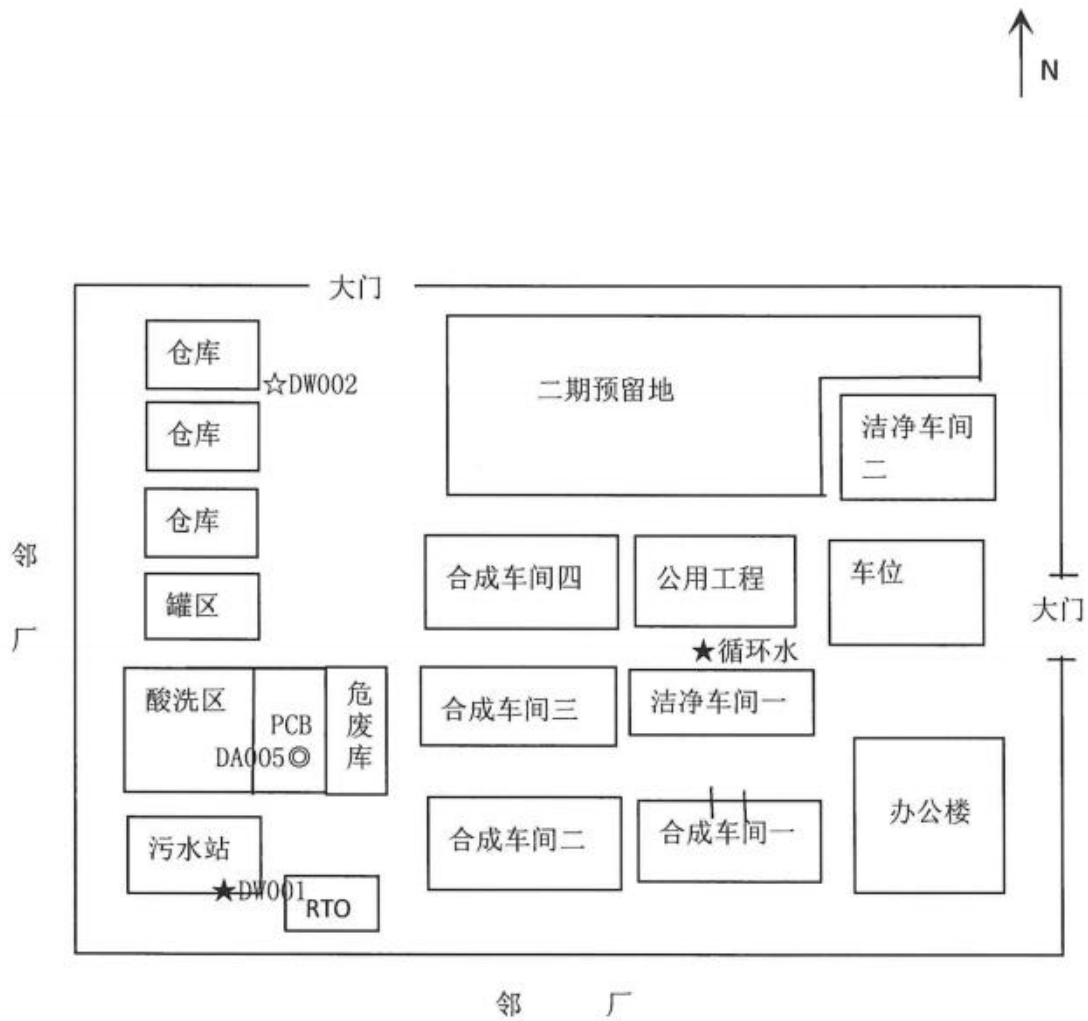 N
大门
仓库
☆DW002
二期预留地
仓库
洁净车间
二
仓库
邻
厂
合成车间四
公用工程
车位
罐区
大门
★循环水
酸洗区
PCB
DA005◎
危
废
库
合成车间三
洁净车间一
污水站
★DW001
RTO
合成车间二
合成车间一
办公楼
邻 厂